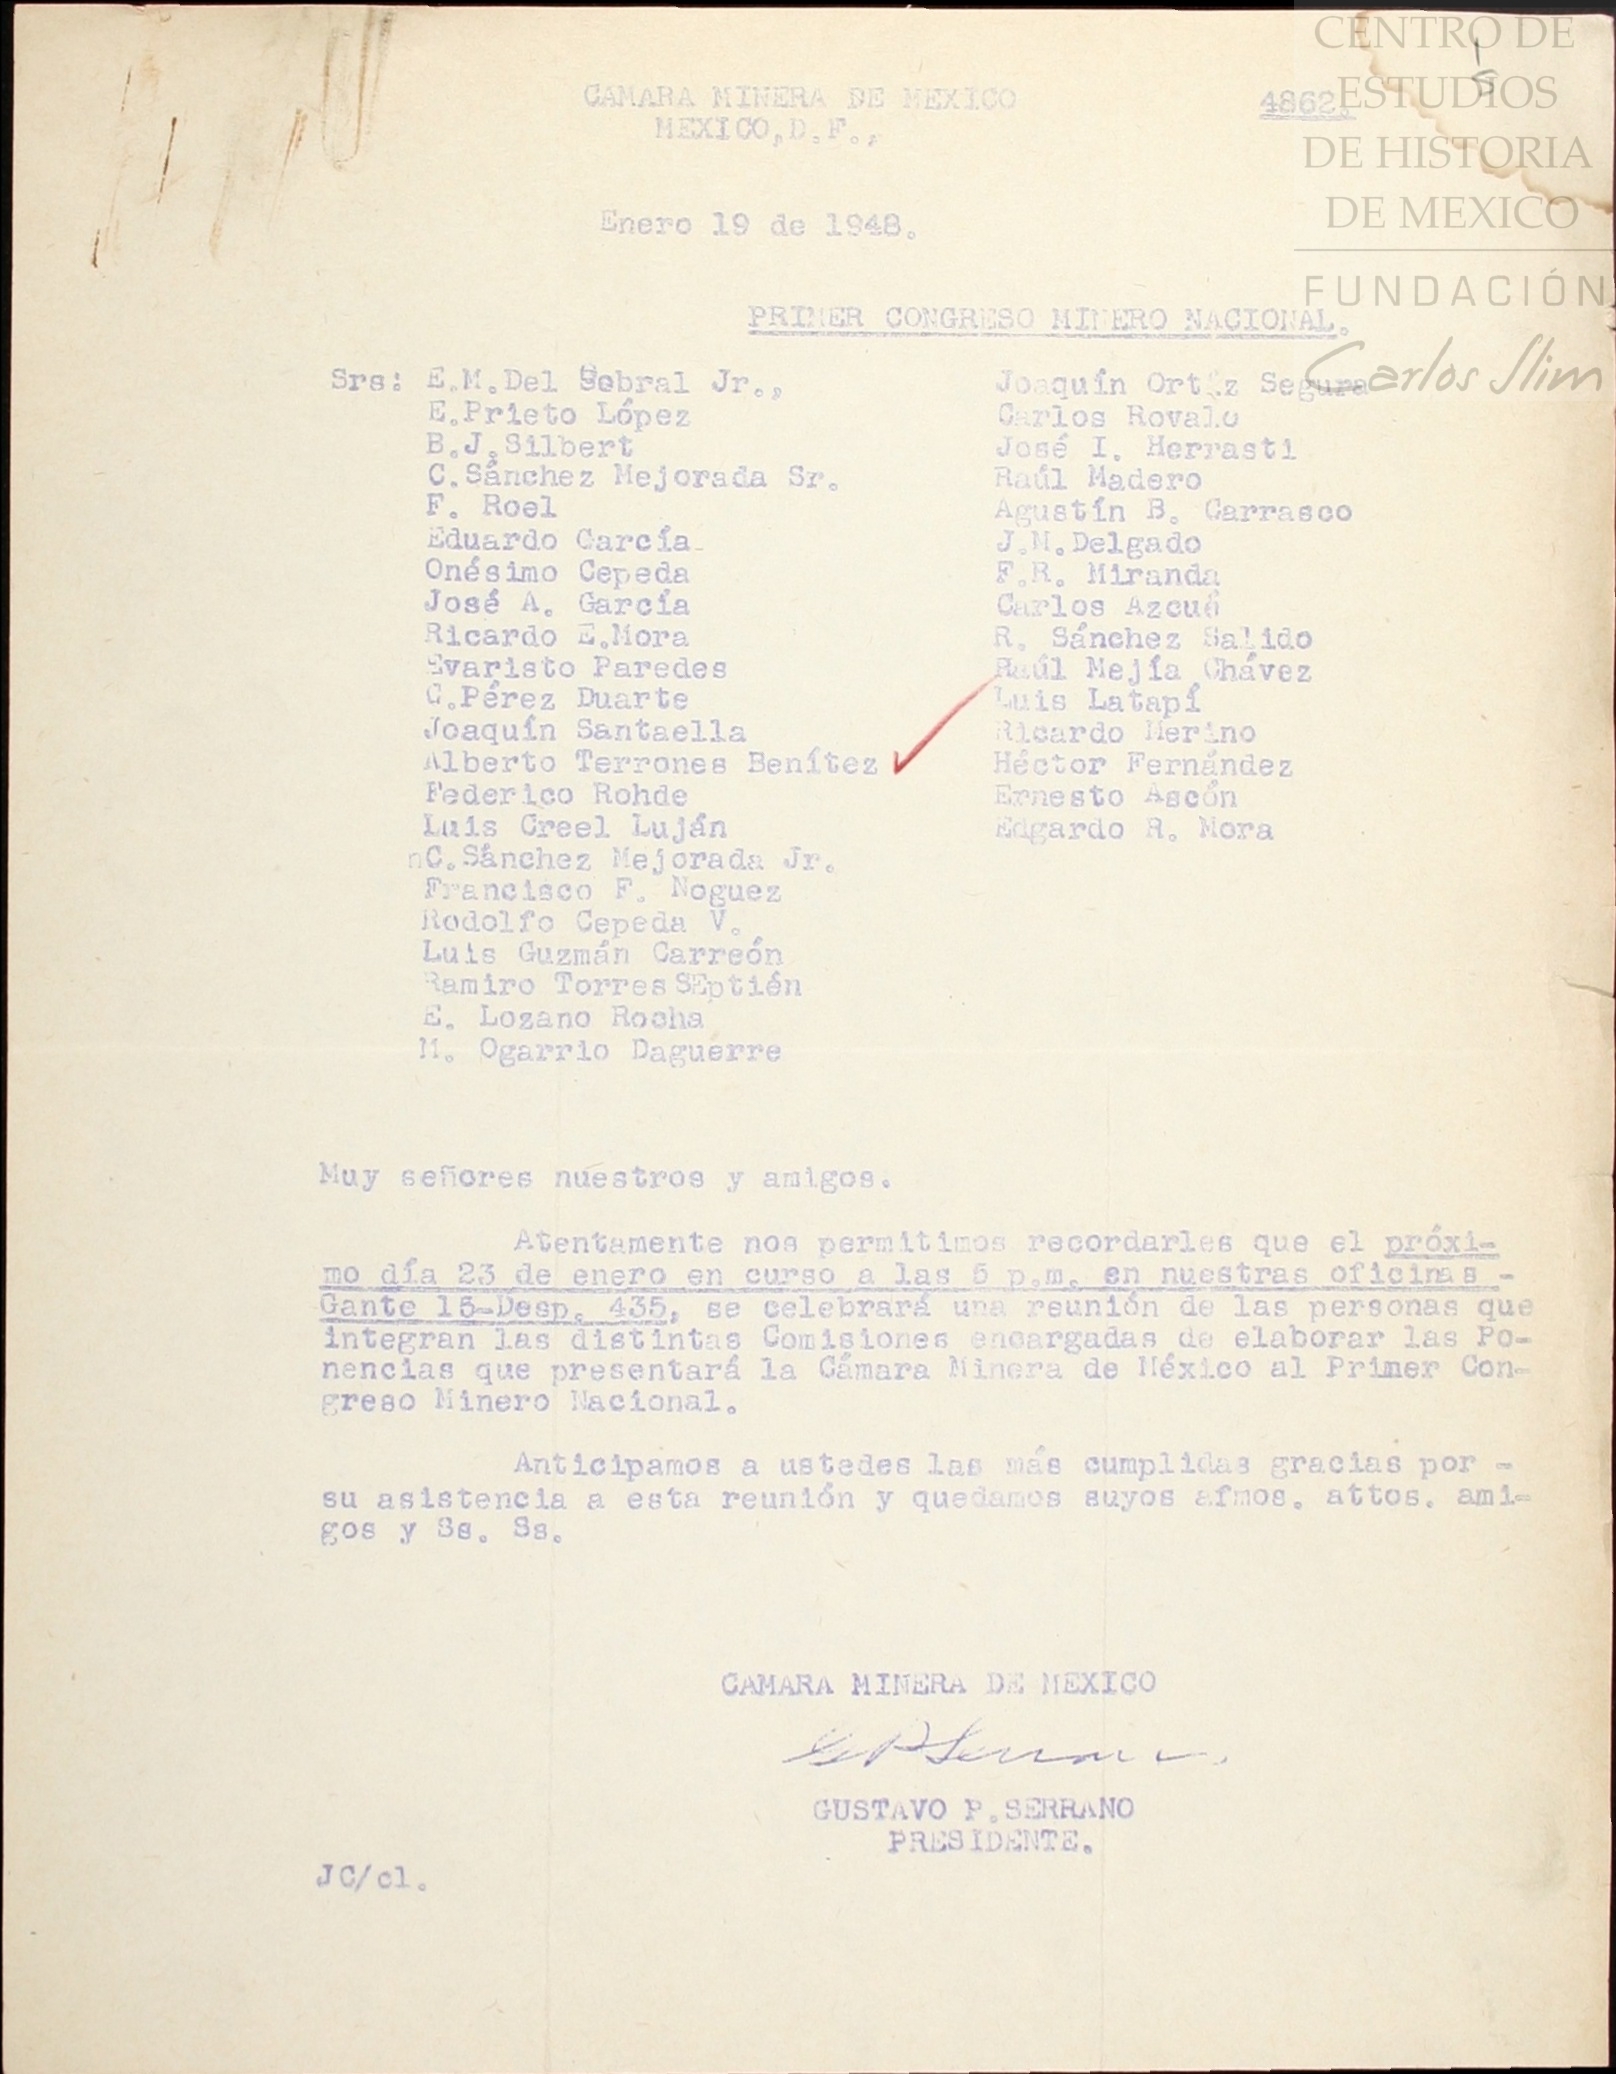 CENTRO DE
ESTUDIOS
DE HISTORIA
DE MEXICO
FUNDACIÓN
Carlos Slim
CAMARA MINERA DE MEXICO
4862.
MEXICO,D.F.,
Enero 19 de 1948.
PRIMER CONGRESO MINERO NACIONAL.
Srs: E.M.Del Sobral Jr.,
E.Prieto López
B.J.Silbert
C.Sánchez Mejorada Sr.
F. Roel
Eduardo García
Onésimo Cepeda
José A. García
Ricardo E.Mora
Evaristo Paredes
G.Pérez Duarte
Joaquín Santaella
Alberto Terrones Benítez
Federico Rohde
Luis Creel Luján
C.Sánchez Mejorada Jr.
Francisco F. Noguez
Rodolfo Cepeda V.
Luis Guzmán Carreón
Ramiro Torres SEptién
E. Lozano Rocha
M. Ogarrio Daguerre
Joaquín Ortiz Segura
Carlos Rovalo
José I. Herrasti
Raúl Madero
Agustín B. Carrasco
J.M.Delgado
F.R. Miranda
Carlos Azcué
R. Sánchez Salido
Raúl Mejía Chávez
Luis Latapí
Ricardo Merino
Héctor Fernández
Ernesto Ascón
Edgardo R. Mora
Muy señores nuestros y amigos.
Atentamente nos permitimos recordarles que el próxi-
mo día 23 de enero en curso a las 5 p.m. en nuestras oficinas -
Gante 15-Desp. 435, se celebrará una reunión de las personas que
integran las distintas Comisiones encargadas de elaborar las Po-
nencias que presentará la Cámara Minera de México al Primer Con-
greso Minero Nacional.
Anticipamos a ustedes las más cumplidas gracias por -
su asistencia a esta reunión y quedamos suyos afmos. attos. ami-
gos y Ss. Ss.
CAMARA MINERA DE MEXICO
GUSTAVO P.SERRANO
PRESIDENTE.
JC/cl.